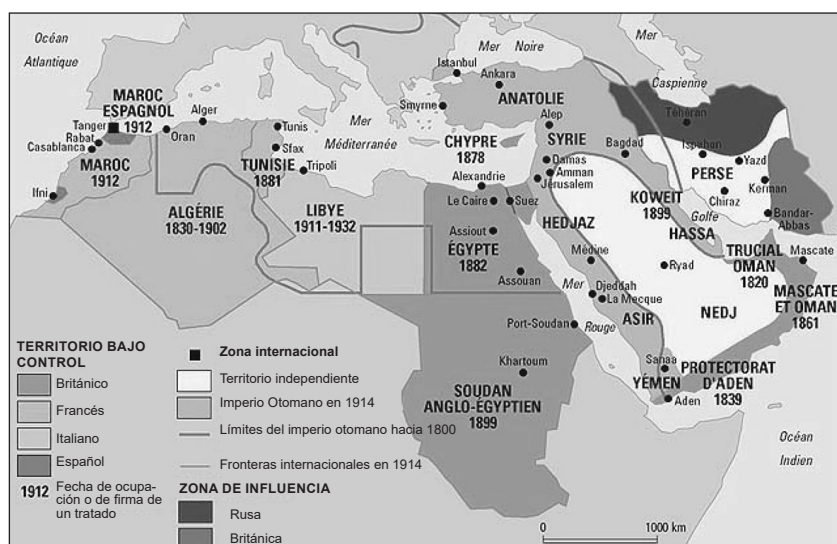 Océan
Atlantique
Mer Noire
Mer
Caspienne
Istanbul
Ankara
ANATOLIE
Smyrne
MAROC
ESPAGNOL
1912
Tanger
Rabat
Casablanca
MAROC
1912
Ifni
Oran
Alger
Tunis
Sfax
TUNISIE
1881
Tripoli
Mer
Méditerranée
CHYPRE
1878
Alep
SYRIE
Damas
Amman
Jerusalem
Bagdad
Téhéran
Ispahan
Yazd
PERSE
Kerman
Chiraz
Bandar-
Abbas
KOWEIT
1899
Golfe
HASSA
TRUCIAL
OMAN
1820
Mascate
MASCATE
ET OMAN
1861
ALGÉRIE
1830-1902
LIBYE
1911-1932
Alexandrie
Le Caire
Suez
Assiout
ÉGYPTE
1882
Assouan
HEDJAZ
Médine
Ryad
Mer
Rouge
Djeddah
La Mecque
ASIR
NEDJ
Port-Soudan
Khartoum
SOUDAN
ANGLO-ÉGYPTIEN
1899
Sanaa
YÉMEN
Aden
PROTECTORAT
D'ADEN
1839
Océan
Indien
TERRITORIO BAJO
CONTROL
Británico
Francés
Italiano
Español
1912 Fecha de ocupa-
ción o de firma de
un tratado
Zona internacional
Territorio independiente
Imperio Otomano en 1914
Límites del imperio otomano hacia 1800
Fronteras internacionales en 1914
ZONA DE INFLUENCIA
Rusa
Británica
0 1000 km